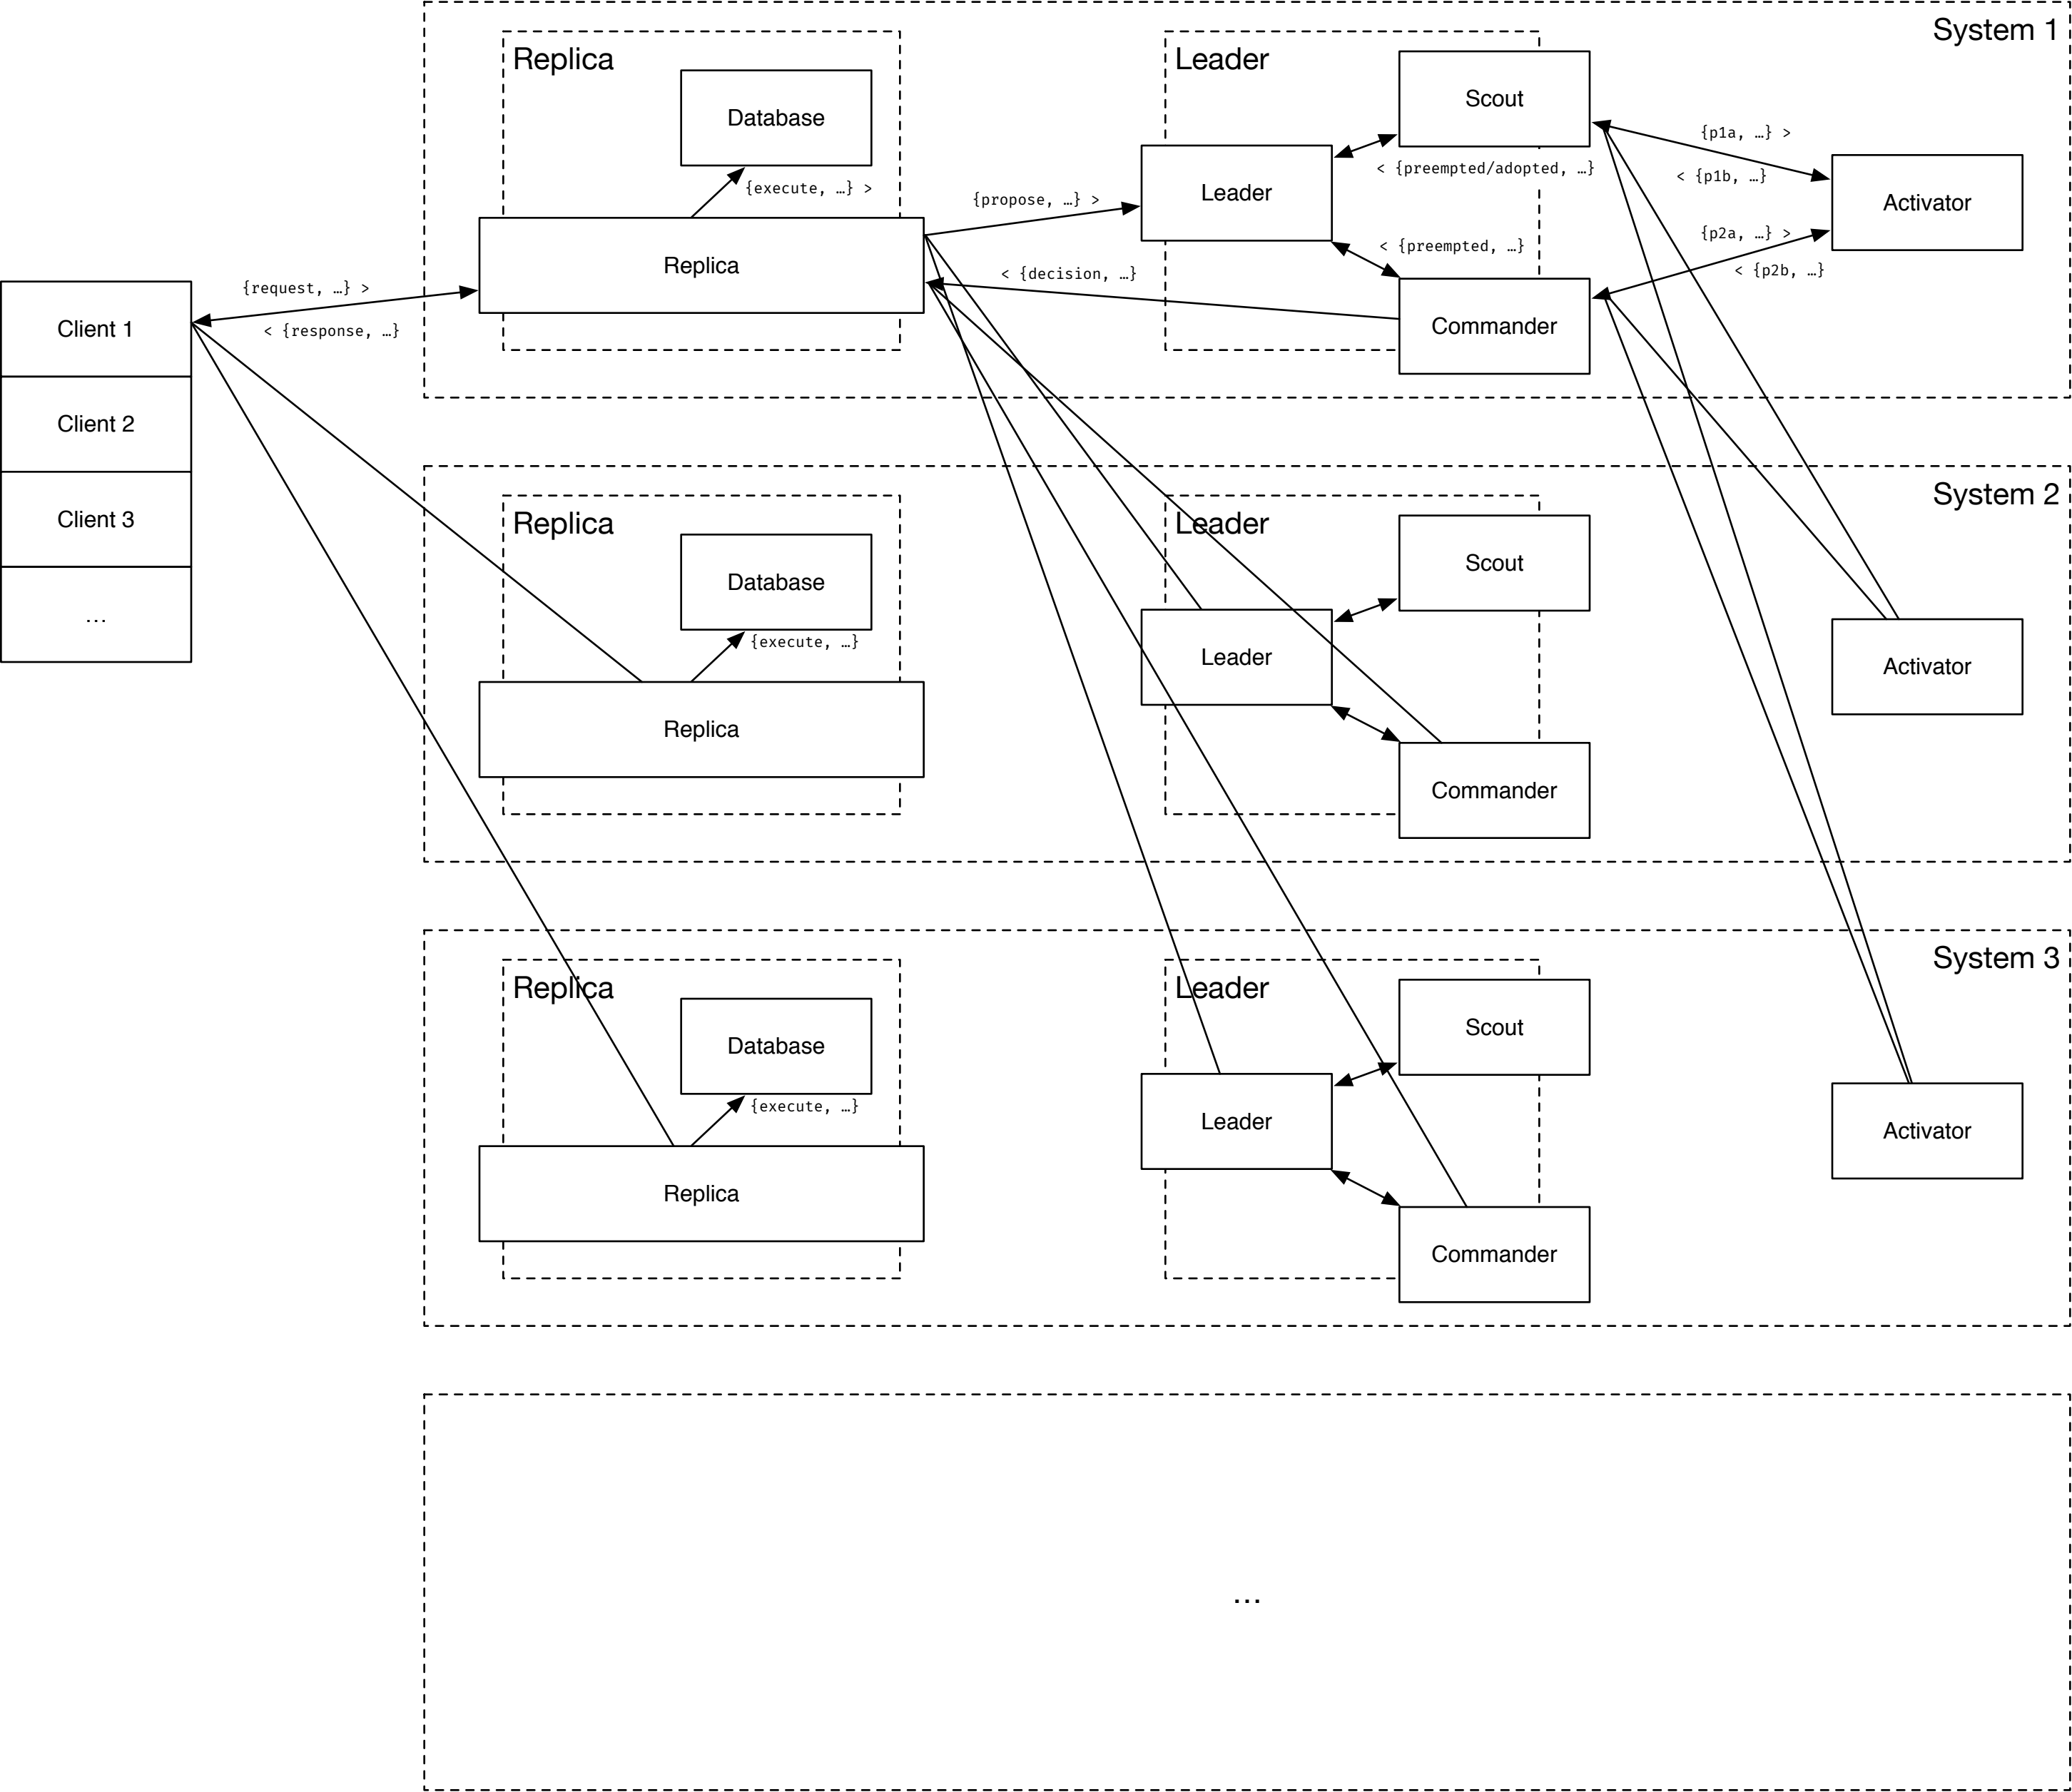 System 1
Replica
Leader
Database
Scout
{execute, …} >
{propose, …} >
Leader
< {preempted/adopted, …}
{p1a, …} >
< {p1b, …}
Activator
Replica
< {preempted, …}
{p2a, …} >
< {p2b, …}
< {decision, …}
Commander
{request, …} >
< {response, …}
Client 1
Client 2
Client 3
…
System 2
Replica
Leader
Database
Scout
{execute, …}
Leader
Activator
Replica
Commander
System 3
Replica
Leader
Database
Scout
{execute, …}
Leader
Activator
Replica
Commander
…